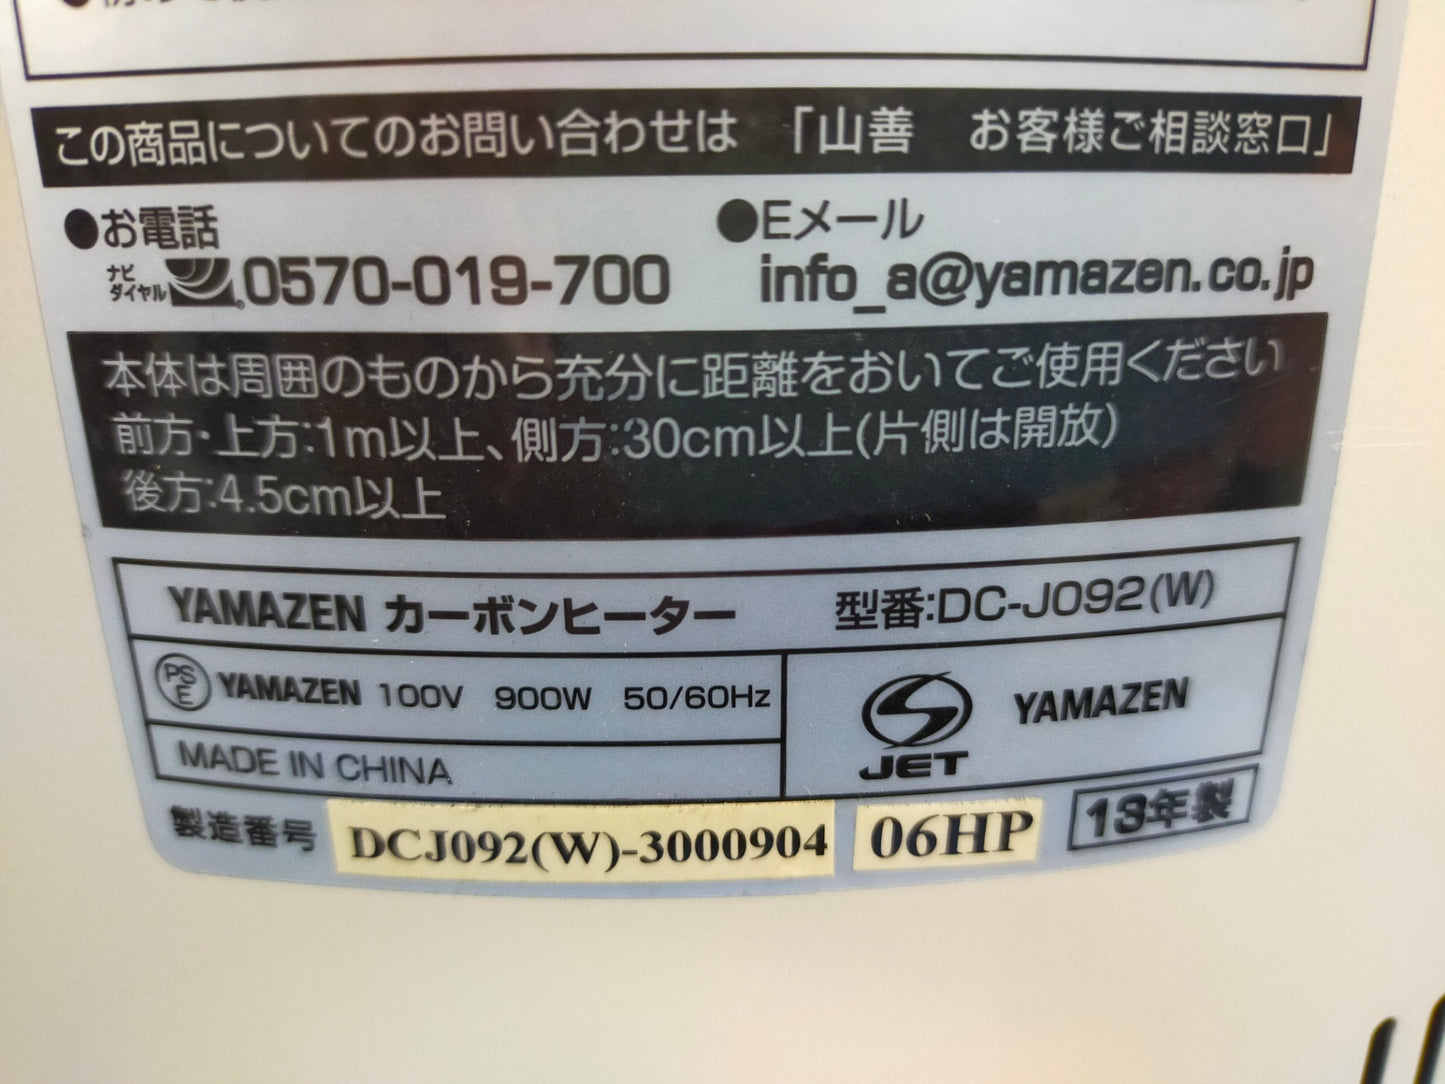 この商品についてのお問い合わせは 「山善 お客様ご相談窓口」
●お電話
ナビダイヤル 0570-019-700
●Eメール
info_a@yamazen.co.jp
本体は周囲のものから充分に距離をおいてご使用ください
前方・上方:1m以上、側方:30cm以上(片側は開放)
後方:4.5cm以上
YAMAZEN カーボンヒーター 型番:DC-J092(W)
PSE YAMAZEN 100V 900W 50/60Hz
MADE IN CHINA
JET YAMAZEN
製造番号 DCJ092(W)-3000904 06HP 13年製